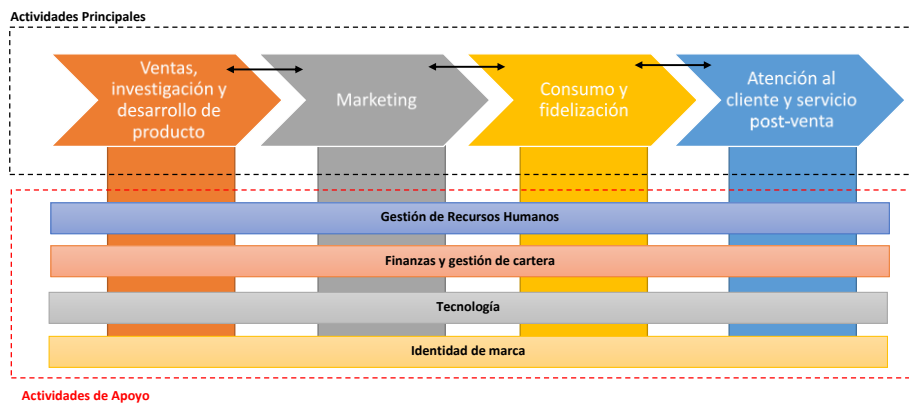 Actividades Principales
Ventas,
investigación y
desarrollo de
producto
Marketing
Consumo y
fidelización
Atención al
cliente y servicio
post-venta
Gestión de Recursos Humanos
Finanzas y gestión de cartera
Tecnología
Identidad de marca
Actividades de Apoyo